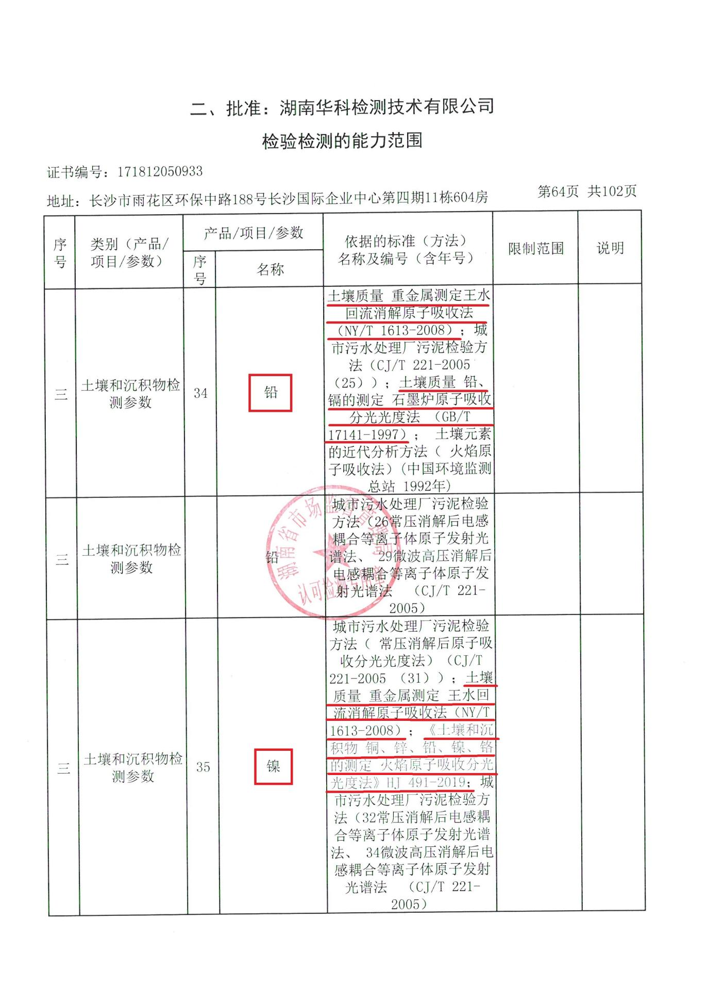 二、批准：湖南华科检测技术有限公司
检验检测的能力范围
证书编号：171812050933
地址：长沙市雨花区环保中路188号长沙国际企业中心第四期11栋604房
第64页 共102页
序号
类别（产品/
项目/参数）
产品/项目/参数
序号
名称
依据的标准（方法）
名称及编号（含年号）
限制范围
说明
三
土壤和沉积物检
测参数
34
铅
土壤质量 重金属测定王水
回流消解原子吸收法
（NY/T 1613-2008）；城
市污水处理厂污泥检验方
法（CJ/T 221-2005
（25））；土壤质量 铅、
镉的测定 石墨炉原子吸收
分光光度法 （GB/T
17141-1997）； 土壤元素
的近代分析方法（ 火焰原
子吸收法）(中国环境监测
总站 1992年)
三
土壤和沉积物检
测参数
铅
城市污水处理厂污泥检验
方法（26常压消解后电感
耦合等离子体原子发射光
谱法、 29微波高压消解后
电感耦合等离子体原子发
射光谱法 （CJ/T 221-
2005）
湖南省市场监督管理局
认可检测专用章
三
土壤和沉积物检
测参数
35
镍
城市污水处理厂污泥检验
方法（ 常压消解后原子吸
收分光光度法）（CJ/T
221-2005 （31））；土壤
质量 重金属测定 王水回
流消解原子吸收法（NY/T
1613-2008）；《土壤和沉
积物 铜、锌、铅、镍、铬
的测定 火焰原子吸收分光
光度法》HJ 491-2019；城
市污水处理厂污泥检验方
法（32常压消解后电感耦
合等离子体原子发射光谱
法、 34微波高压消解后电
感耦合等离子体原子发射
光谱法 （CJ/T 221-
2005）